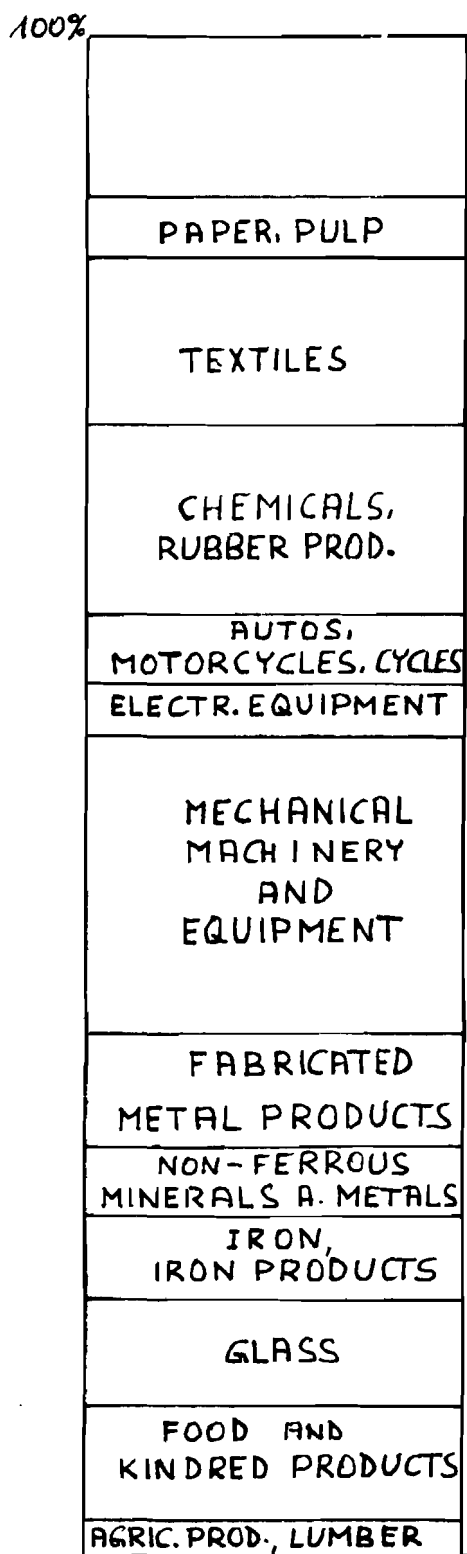 100%
PAPER, PULP
TEXTILES
CHEMICALS,
RUBBER PROD.
AUTOS,
MOTORCYCLES, CYCLES
ELECTR. EQUIPMENT
MECHANICAL
MACHINERY
AND
EQUIPMENT
FABRICATED
METAL PRODUCTS
NON-FERROUS
MINERALS A. METALS
IRON,
IRON PRODUCTS
GLASS
FOOD AND
KINDRED PRODUCTS
AGRIC. PROD., LUMBER